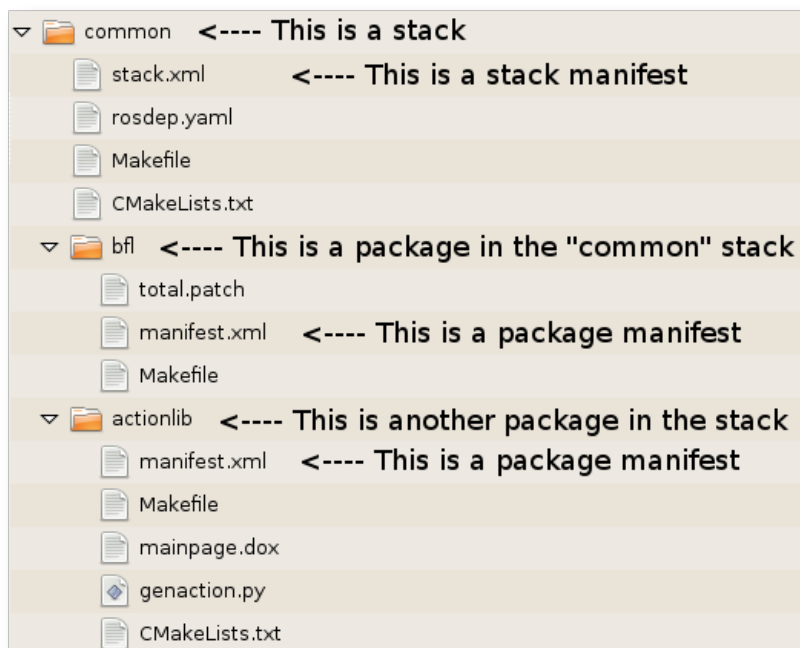 common <---- This is a stack
stack.xml <---- This is a stack manifest
rosdep.yaml
Makefile
CMakeLists.txt
bfl <---- This is a package in the "common" stack
total.patch
manifest.xml <---- This is a package manifest
Makefile
actionlib <---- This is another package in the stack
manifest.xml <---- This is a package manifest
Makefile
mainpage.dox
genaction.py
CMakeLists.txt